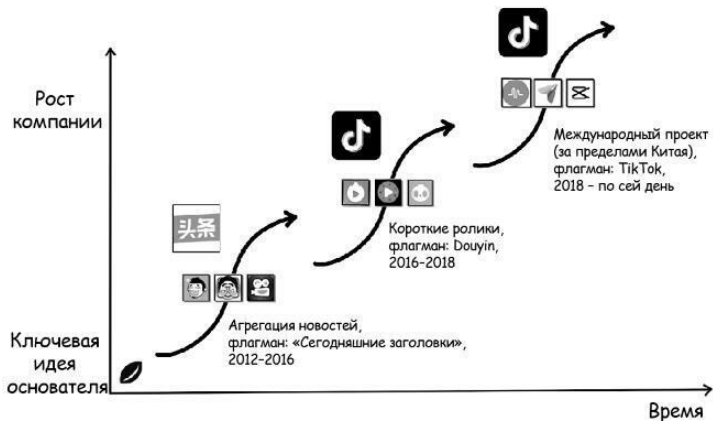 Рост
компании
Международный проект
(за пределами Китая),
флагман: TikTok,
2018 – по сей день
头条
Короткие ролики,
флагман: Douyin,
2016–2018
Агрегация новостей,
флагман: «Сегодняшние заголовки»,
2012–2016
Ключевая
идея
основателя
Время